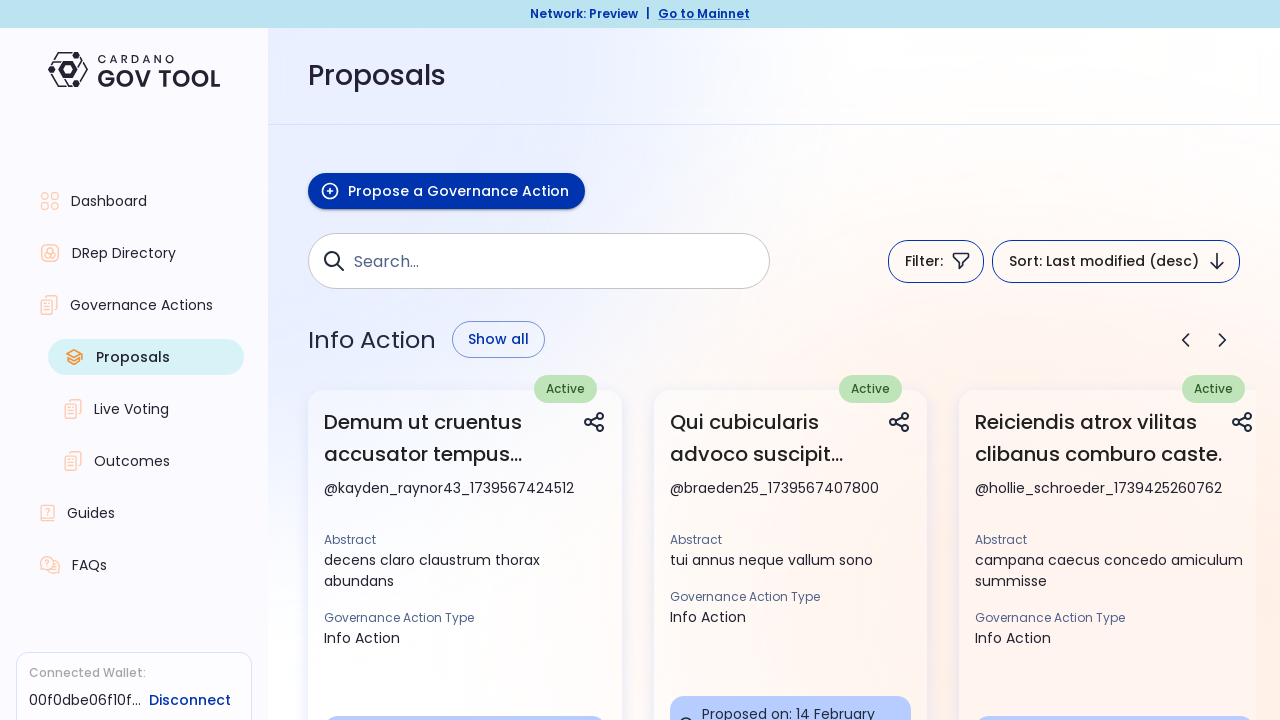 Network: Preview | Go to Mainnet
CARDANO
GOV TOOL
Dashboard
DRep Directory
Governance Actions
Proposals
Live Voting
Outcomes
Guides
FAQs
Connected Wallet:
00f0dbe06f10f... Disconnect
Proposals
Propose a Governance Action
Search...
Filter:
Sort: Last modified (desc)
Info Action
Show all
Active
Demum ut cruentus
accusator tempus...
@kayden_raynor43_1739567424512
Abstract
decens claro claustrum thorax
abundans
Governance Action Type
Info Action
Active
Qui cubicularis
advoco suscipit...
@braeden25_1739567407800
Abstract
tui annus neque vallum sono
Governance Action Type
Info Action
Proposed on: 14 February
Active
Reiciendis atrox vilitas
clibanus comburo caste.
@hollie_schroeder_1739425260762
Abstract
campana caecus concedo amiculum
summisse
Governance Action Type
Info Action